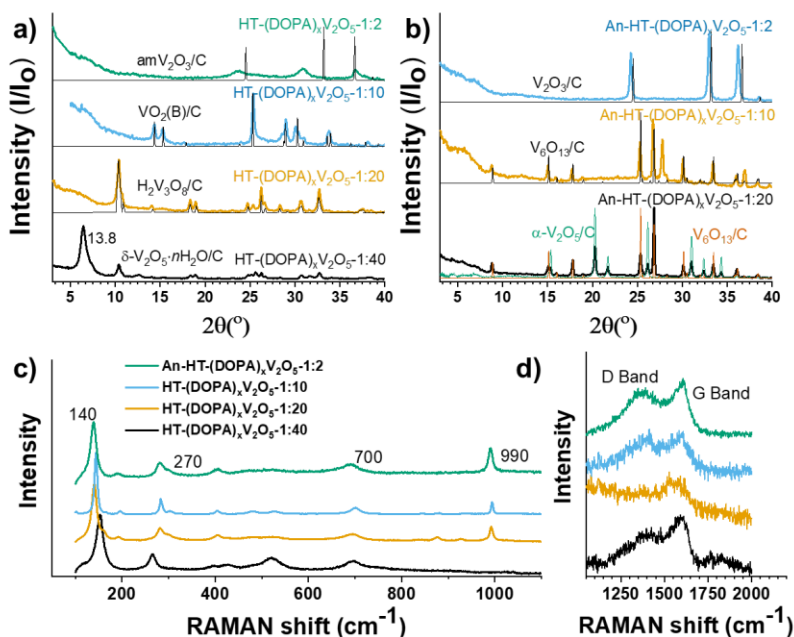 a)
Intensity (I/I₀)
HT-(DOPA)ₓV₂O₅-1:2
amV₂O₃/C
HT-(DOPA)ₓV₂O₅-1:10
VO₂(B)/C
HT-(DOPA)ₓV₂O₅-1:20
H₂V₃O₈/C
13.8
δ-V₂O₅·nH₂O/C
HT-(DOPA)ₓV₂O₅-1:40
5 10 15 20 25 30 35 40
2θ(°)
b)
Intensity (I/I₀)
An-HT-(DOPA)ₓV₂O₅-1:2
V₂O₃/C
An-HT-(DOPA)ₓV₂O₅-1:10
V₆O₁₃/C
An-HT-(DOPA)ₓV₂O₅-1:20
α-V₂O₅/C
V₆O₁₃/C
5 10 15 20 25 30 35 40
2θ(°)
c)
Intensity
An-HT-(DOPA)ₓV₂O₅-1:2
HT-(DOPA)ₓV₂O₅-1:10
HT-(DOPA)ₓV₂O₅-1:20
HT-(DOPA)ₓV₂O₅-1:40
140
270
700
990
200 400 600 800 1000
RAMAN shift (cm⁻¹)
d)
Intensity
D Band
G Band
1250 1500 1750 2000
RAMAN shift (cm⁻¹)